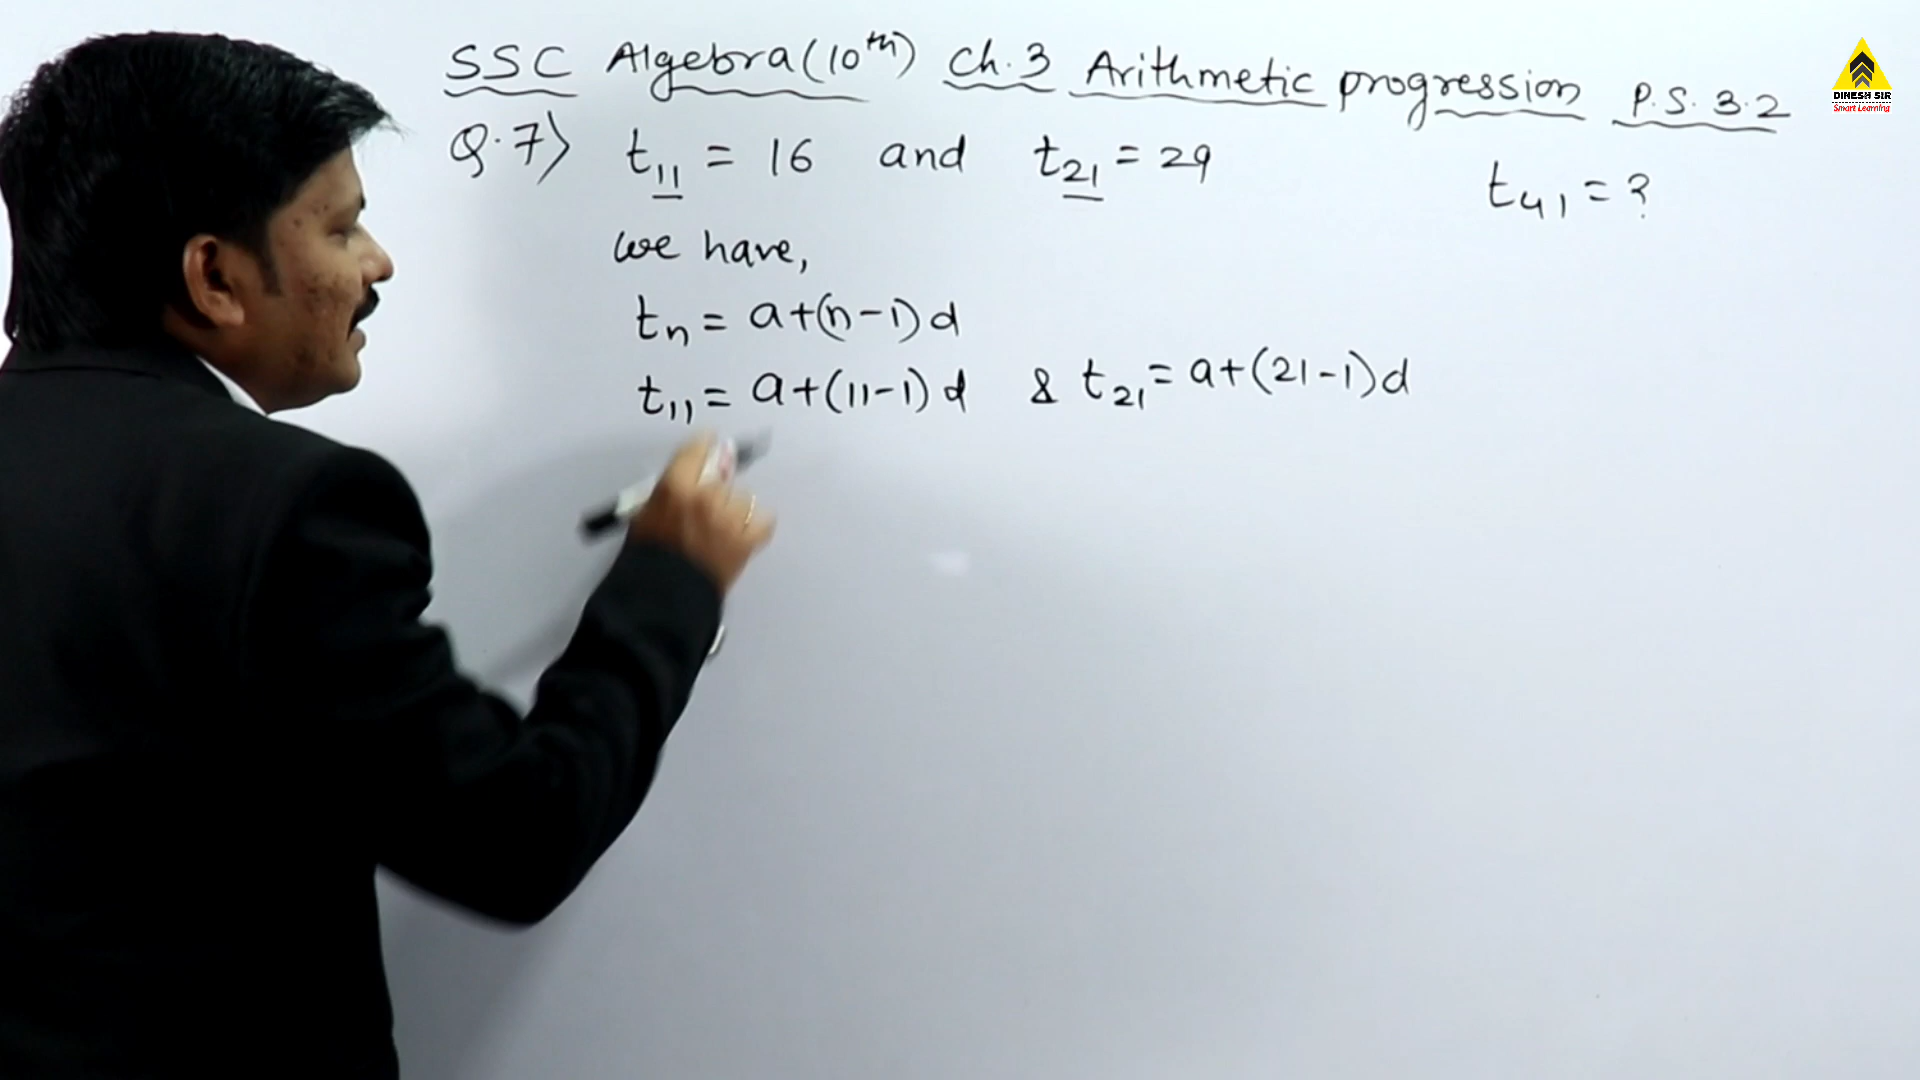 SSC Algebra (10th) Ch.3 Arithmetic progression P.S. 3.2
Q.7) t11 = 16 and t21 = 29
t41 = ?
we have,
tn = a+(n-1)d
t11 = a+(11-1)d & t21 = a+(21-1)d
DINESH SIR
Smart Learning